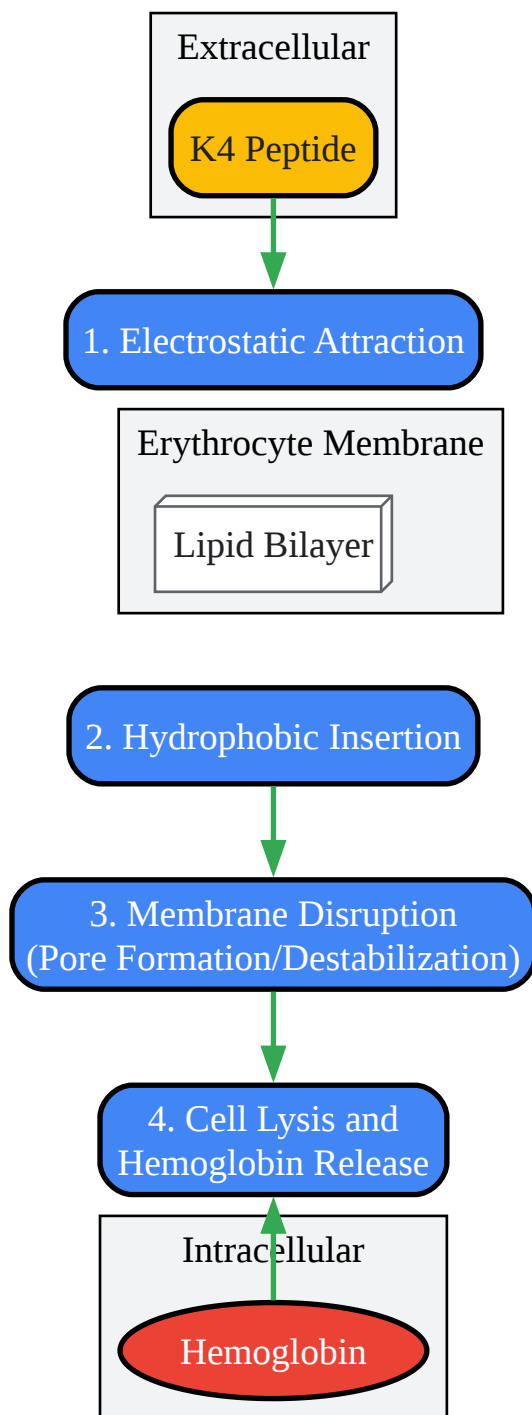 Extracellular
K4 Peptide
1. Electrostatic Attraction
Erythrocyte Membrane
Lipid Bilayer
2. Hydrophobic Insertion
3. Membrane Disruption
(Pore Formation/Destabilization)
4. Cell Lysis and
Hemoglobin Release
Intracellular
Hemoglobin